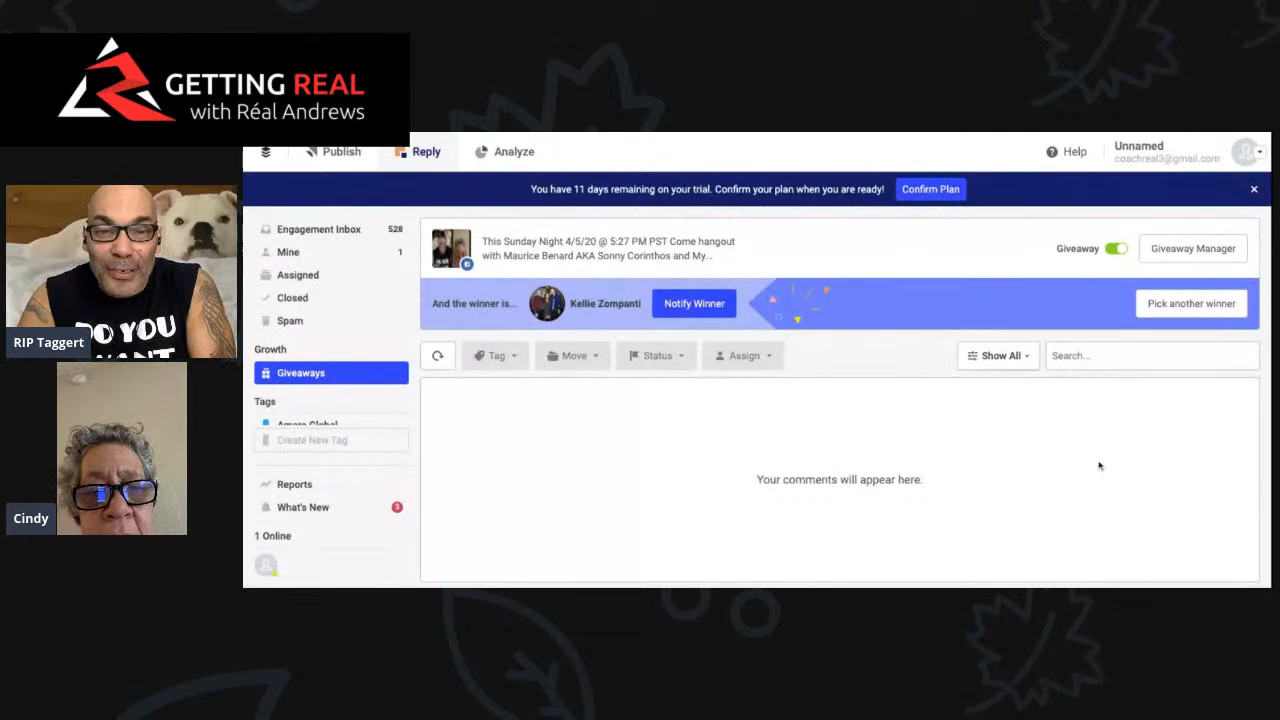 GETTING REAL
with Réal Andrews
Publish
Reply
Analyze
Help
Unnamed
coachreal3@gmail.com
You have 11 days remaining on your trial. Confirm your plan when you are ready!
Confirm Plan
RIP Taggert
DO YOU
WANT
Cindy
Engagement Inbox 528
Mine 1
Assigned
Closed
Spam
Growth
Giveaways
Tags
Amare Global
Create New Tag
Reports
What's New 3
1 Online
This Sunday Night 4/5/20 @ 5:27 PM PST Come hangout
with Maurice Benard AKA Sonny Corinthos and My...
Giveaway
Giveaway Manager
And the winner is...
Kellie Zompanti
Notify Winner
Pick another winner
Tag
Move
Status
Assign
Show All
Search...
Your comments will appear here.